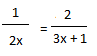 1/2x = 2/3x + 1